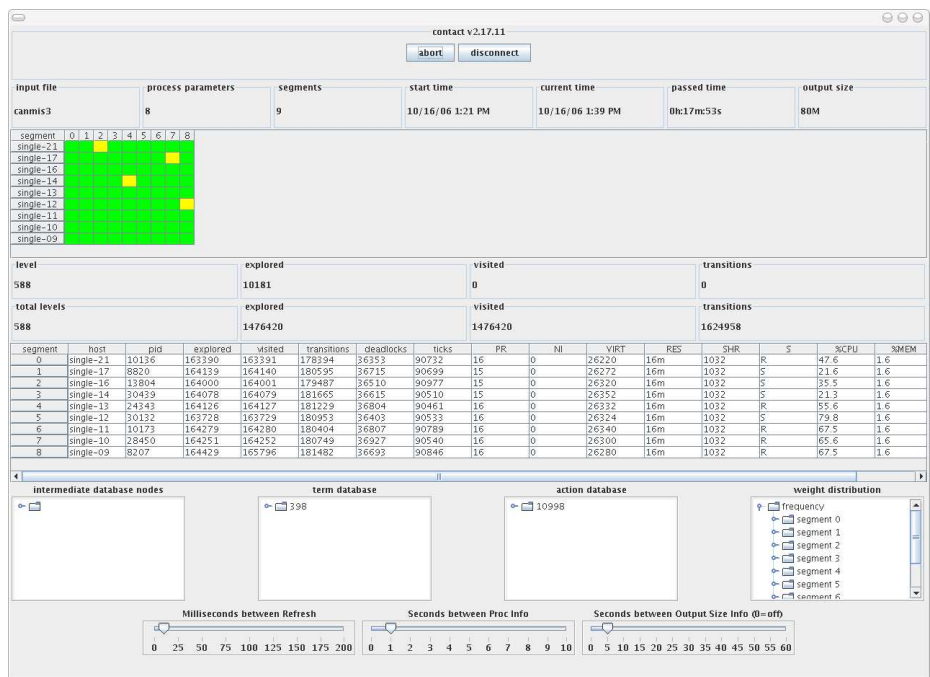 contact v2.17.11
abort disconnect
input file process parameters segments start time current time passed time output size
canmis3 8 9 10/16/06 1:21 PM 10/16/06 1:39 PM 0h:17m:53s 80M
segment 0 1 2 3 4 5 6 7 8
single-21
single-17
single-16
single-14
single-13
single-12
single-11
single-10
single-09
level explored visited transitions
588 10181 0 0
total levels explored visited transitions
588 1476420 1476420 1624958
segment host pid explored visited transitions deadlocks ticks PR NI VIRT RES SHR S %CPU %MEM
0 single-21 10136 163390 163391 178394 36353 90732 16 0 26220 16m 1032 R 47.6 1.6
1 single-17 8820 164139 164140 180595 36715 90699 15 0 26272 16m 1032 S 21.6 1.6
2 single-16 13804 164000 164001 179487 36510 90977 15 0 26320 16m 1032 S 35.5 1.6
3 single-14 30439 164078 164079 181665 36615 90510 15 0 26352 16m 1032 S 21.3 1.6
4 single-13 24343 164126 164127 181229 36804 90461 16 0 26332 16m 1032 R 55.6 1.6
5 single-12 30132 163728 163729 180953 36403 90533 16 0 26324 16m 1032 S 79.8 1.6
6 single-11 10173 164279 164280 180404 36807 90789 16 0 26340 16m 1032 R 67.5 1.6
7 single-10 28450 164251 164252 180749 36927 90540 16 0 26300 16m 1032 R 65.6 1.6
8 single-09 8207 164429 165796 181482 36693 90846 16 0 26280 16m 1032 R 67.5 1.6
intermediate database nodes term database action database weight distribution
398 10998 frequency
segment 0
segment 1
segment 2
segment 3
segment 4
segment 5
segment 6
Milliseconds between Refresh Seconds between Proc Info Seconds between Output Size Info (0=off)
0 25 50 75 100 125 150 175 200 0 1 2 3 4 5 6 7 8 9 10 0 5 10 15 20 25 30 35 40 45 50 55 60